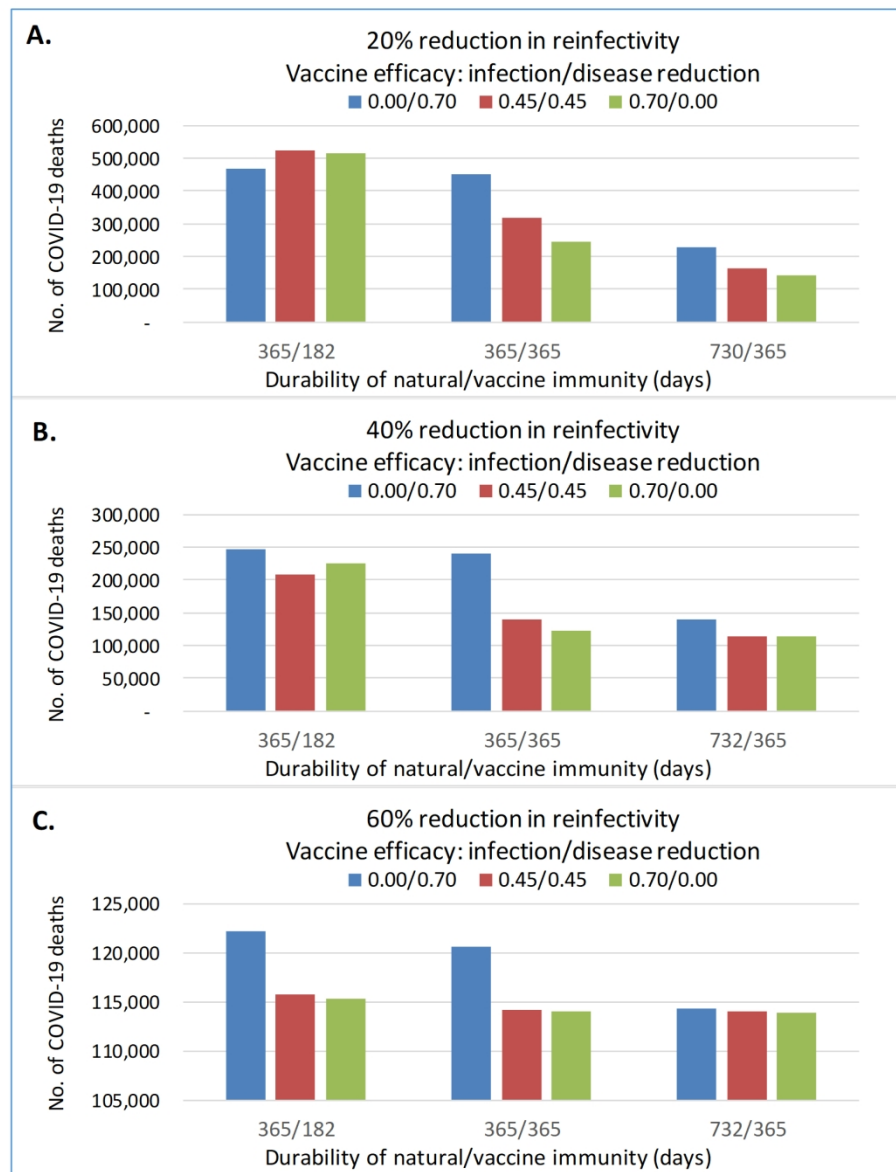 A.
20% reduction in reinfectivity
Vaccine efficacy: infection/disease reduction
0.00/0.70 0.45/0.45 0.70/0.00
No. of COVID-19 deaths
600,000
500,000
400,000
300,000
200,000
100,000
-
365/182 365/365 730/365
Durability of natural/vaccine immunity (days)
B.
40% reduction in reinfectivity
Vaccine efficacy: infection/disease reduction
0.00/0.70 0.45/0.45 0.70/0.00
No. of COVID-19 deaths
300,000
250,000
200,000
150,000
100,000
50,000
-
365/182 365/365 732/365
Durability of natural/vaccine immunity (days)
C.
60% reduction in reinfectivity
Vaccine efficacy: infection/disease reduction
0.00/0.70 0.45/0.45 0.70/0.00
No. of COVID-19 deaths
125,000
120,000
115,000
110,000
105,000
365/182 365/365 732/365
Durability of natural/vaccine immunity (days)